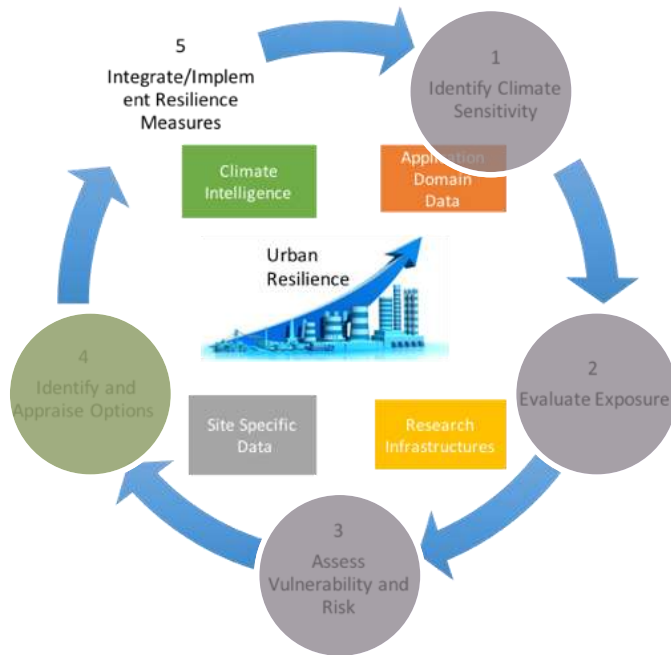 5
Integrate/Implem
ent Resilience
Measures
1
Identify Climate
Sensitivity
Climate
Intelligence
Application
Domain
Data
Urban
Resilience
4
Identify and
Appraise Options
2
Evaluate Exposure
Site Specific
Data
Research
Infrastructures
3
Assess
Vulnerability and
Risk